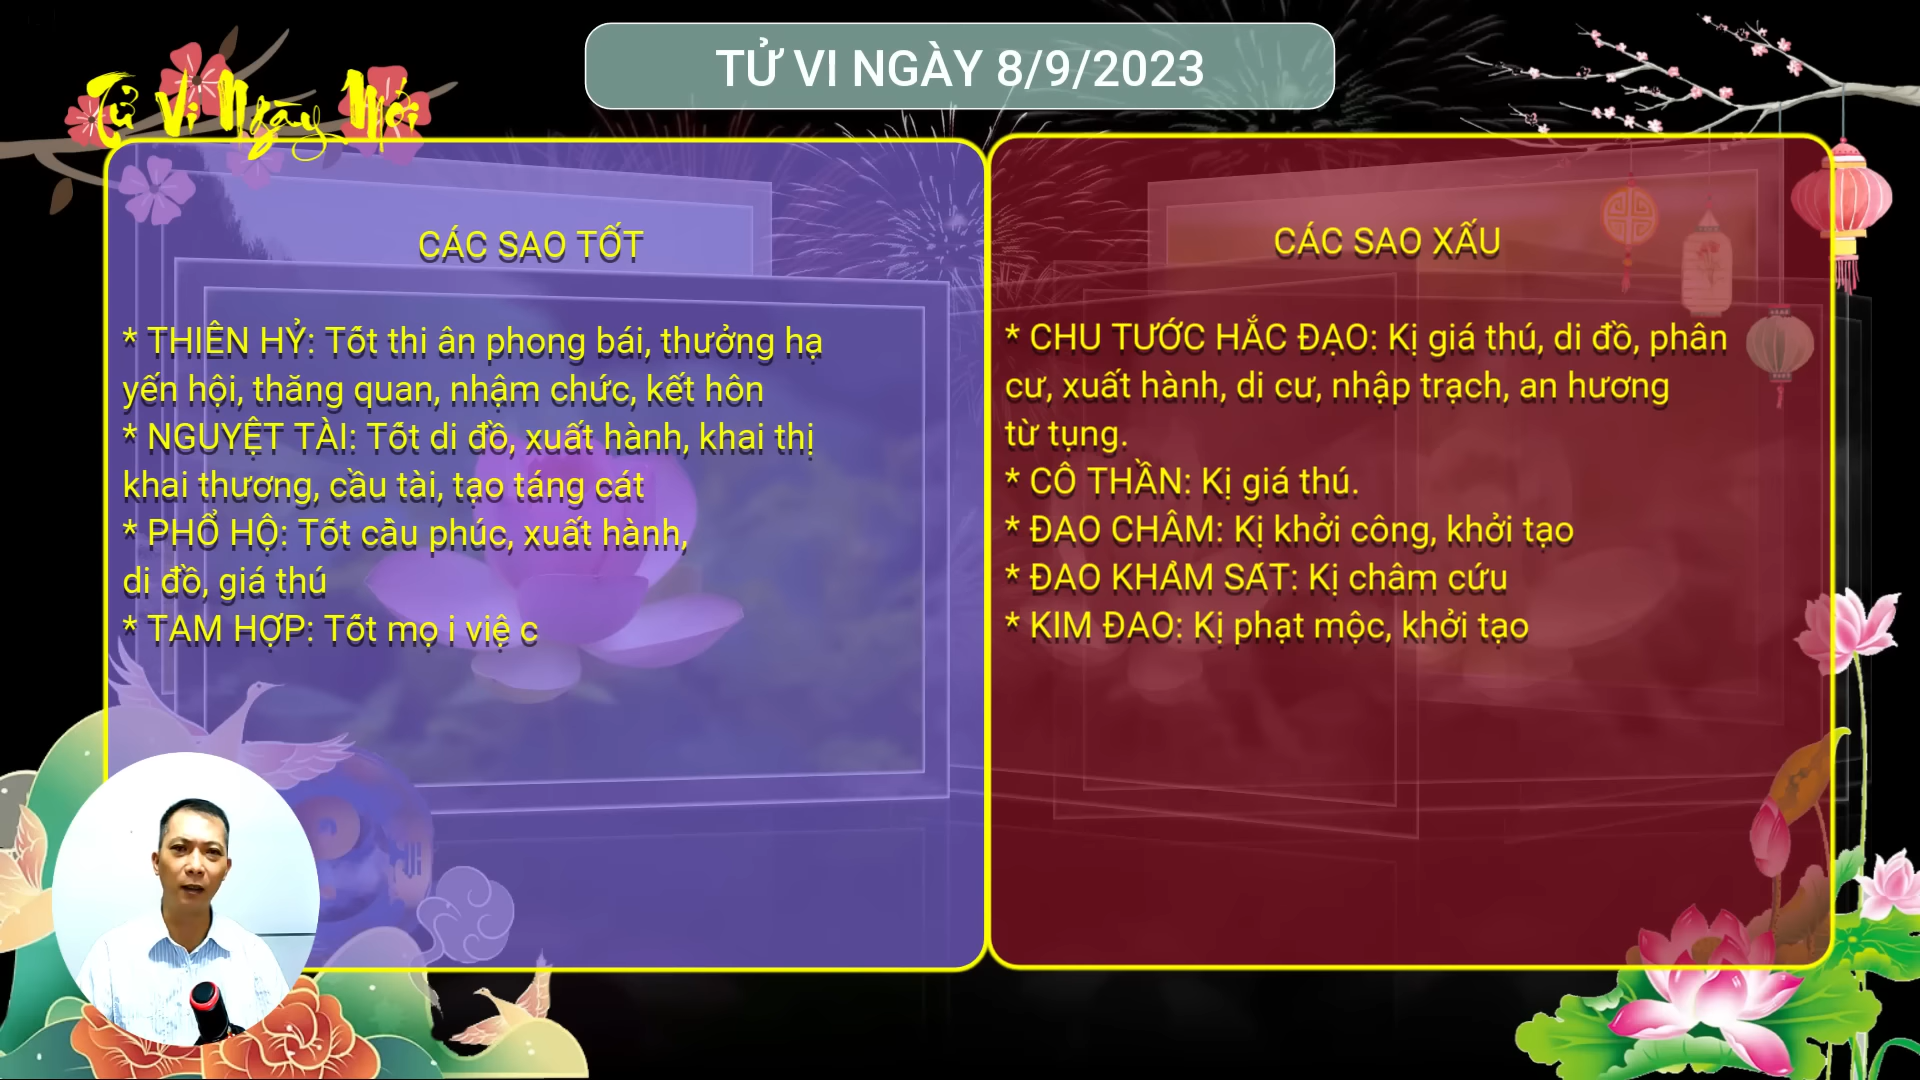 TỬ VI NGÀY 8/9/2023
Tử Vi Ngày Mới
CÁC SAO TỐT
* THIÊN HỶ: Tốt thi ân phong bái, thưởng hạ
yến hội, thăng quan, nhậm chức, kết hôn
* NGUYỆT TÀI: Tốt di đồ, xuất hành, khai thị
khai thương, cầu tài, tạo táng cát
* PHỔ HỘ: Tốt cầu phúc, xuất hành,
di đồ, giá thú
* TAM HỢP: Tốt mọ i việ c
CÁC SAO XẤU
* CHU TƯỚC HẮC ĐẠO: Kị giá thú, di đồ, phân
cư, xuất hành, di cư, nhập trạch, an hương
từ tụng.
* CÔ THẦN: Kị giá thú.
* ĐAO CHÂM: Kị khởi công, khởi tạo
* ĐAO KHẢM SÁT: Kị châm cứu
* KIM ĐAO: Kị phạt mộc, khởi tạo